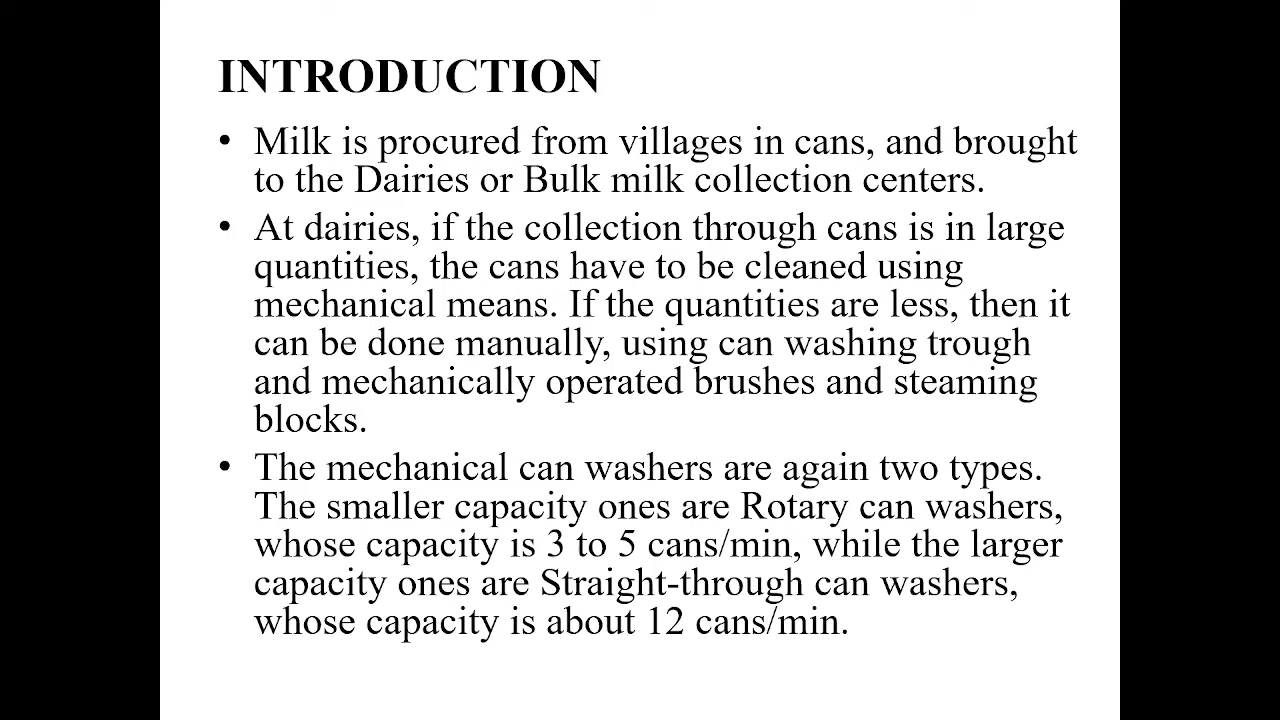 INTRODUCTION
• Milk is procured from villages in cans, and brought
to the Dairies or Bulk milk collection centers.
• At dairies, if the collection through cans is in large
quantities, the cans have to be cleaned using
mechanical means. If the quantities are less, then it
can be done manually, using can washing trough
and mechanically operated brushes and steaming
blocks.
• The mechanical can washers are again two types.
The smaller capacity ones are Rotary can washers,
whose capacity is 3 to 5 cans/min, while the larger
capacity ones are Straight-through can washers,
whose capacity is about 12 cans/min.